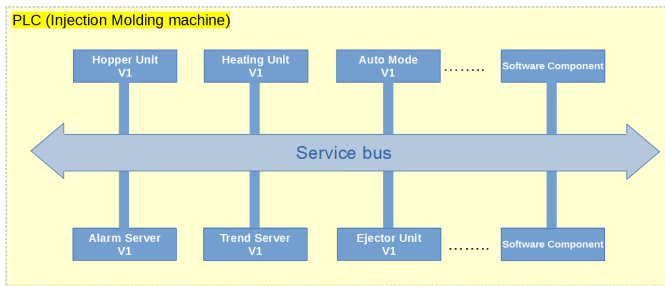 PLC (Injection Molding machine)
Hopper Unit
V1
Heating Unit
V1
Auto Mode
V1
........
Software Component
Service bus
Alarm Server
V1
Trend Server
V1
Ejector Unit
V1
........
Software Component